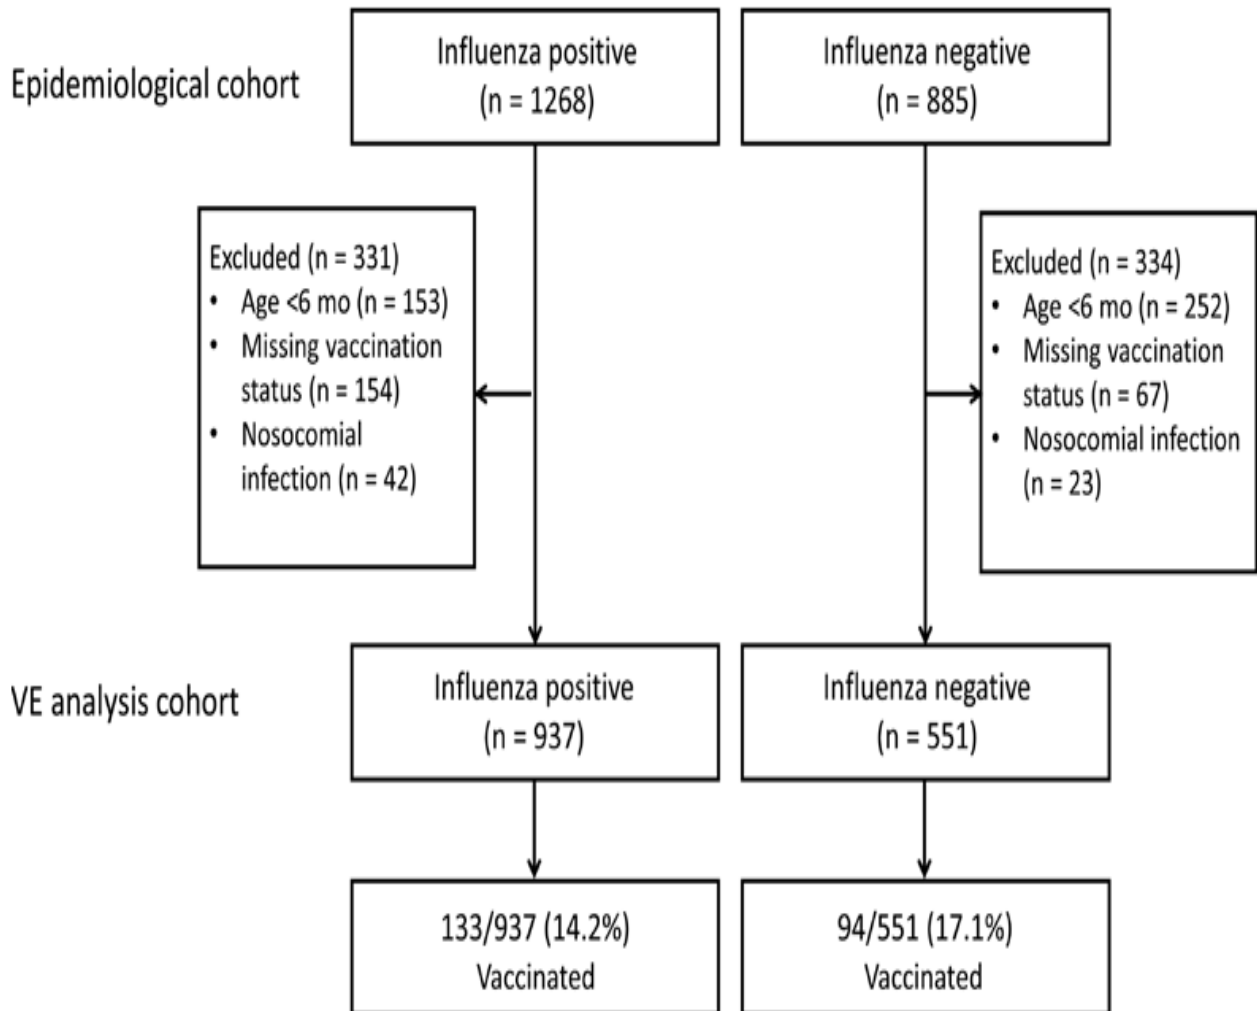 Epidemiological cohort
Influenza positive
(n = 1268)
Influenza negative
(n = 885)
Excluded (n = 331)
• Age <6 mo (n = 153)
• Missing vaccination
status (n = 154)
• Nosocomial
infection (n = 42)
Excluded (n = 334)
• Age <6 mo (n = 252)
• Missing vaccination
status (n = 67)
• Nosocomial infection
(n = 23)
VE analysis cohort
Influenza positive
(n = 937)
Influenza negative
(n = 551)
133/937 (14.2%)
Vaccinated
94/551 (17.1%)
Vaccinated